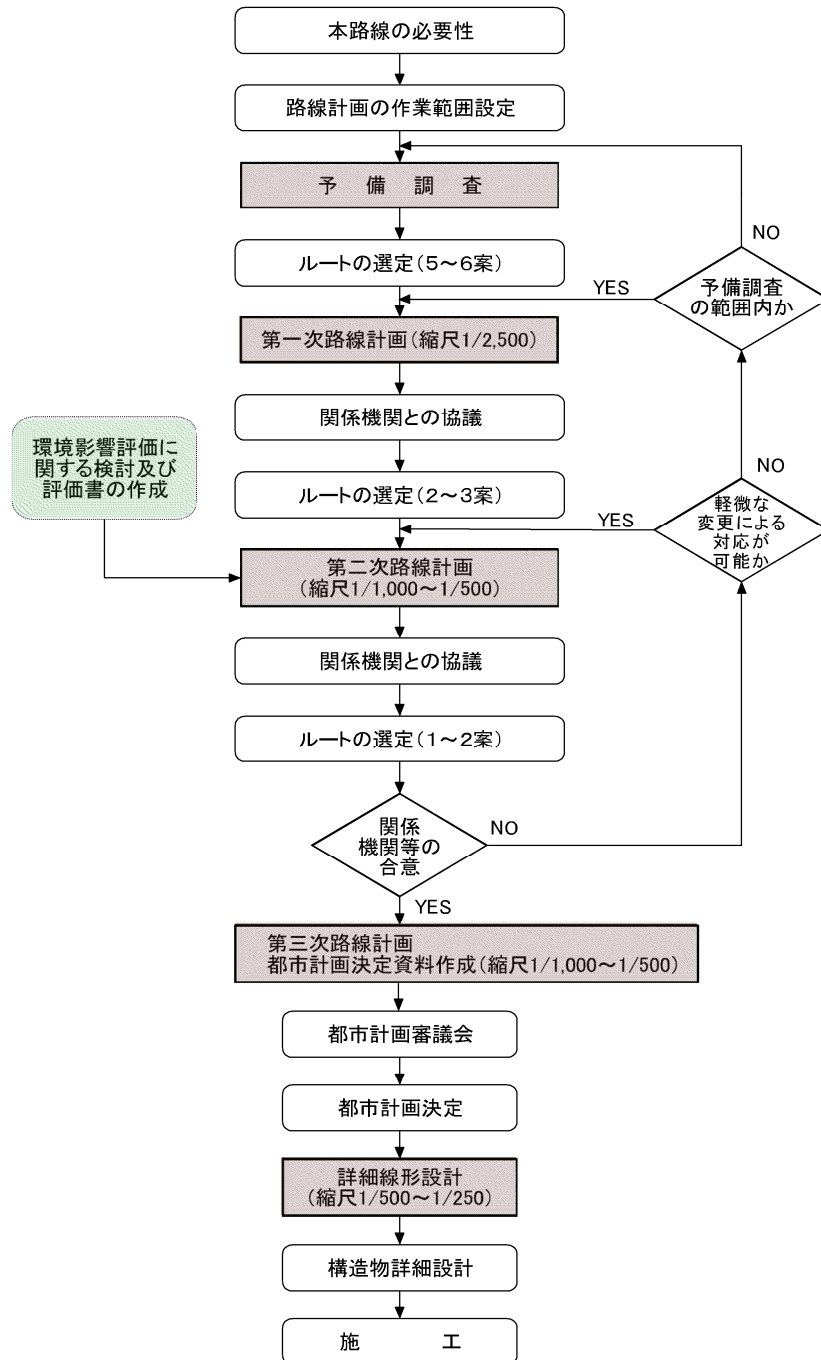 本路線の必要性
路線計画の作業範囲設定
予備調査
NO
ルートの選定（5～6案）
YES
予備調査
の範囲内か
第一次路線計画（縮尺1/2,500）
関係機関との協議
環境影響評価に
関する検討及び
評価書の作成
NO
ルートの選定（2～3案）
YES
軽微な
変更による
対応が
可能か
第二次路線計画
（縮尺1/1,000～1/500）
関係機関との協議
ルートの選定（1～2案）
関係
機関等の
合意
NO
YES
第三次路線計画
都市計画決定資料作成（縮尺1/1,000～1/500）
都市計画審議会
都市計画決定
詳細線形設計
（縮尺1/500～1/250）
構造物詳細設計
施工